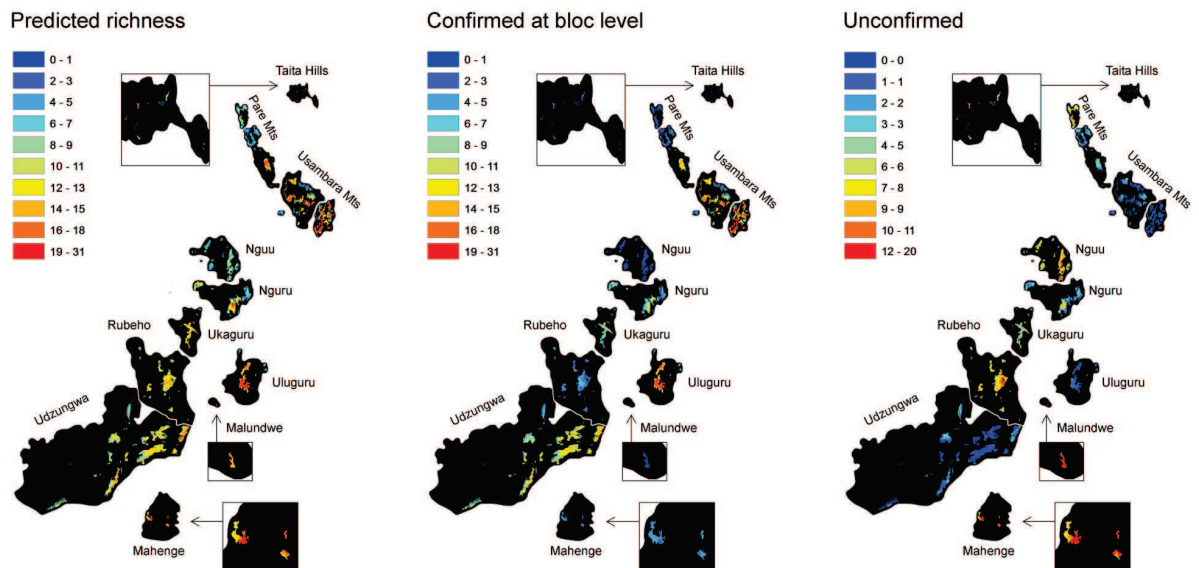 Predicted richness
0 - 1
2 - 3
4 - 5
6 - 7
8 - 9
10 - 11
12 - 13
14 - 15
16 - 18
19 - 31
Taita Hills
Pare Mts
Usambara Mts
Nguu
Nguru
Rubeho
Ukaguru
Uluguru
Udzungwa
Malundwe
Mahenge
Confirmed at bloc level
0 - 1
2 - 3
4 - 5
6 - 7
8 - 9
10 - 11
12 - 13
14 - 15
16 - 18
19 - 31
Taita Hills
Pare Mts
Usambara Mts
Nguu
Nguru
Rubeho
Ukaguru
Uluguru
Udzungwa
Malundwe
Mahenge
Unconfirmed
0 - 0
1 - 1
2 - 2
3 - 3
4 - 5
6 - 6
7 - 8
9 - 9
10 - 11
12 - 20
Taita Hills
Pare Mts
Usambara Mts
Nguu
Nguru
Rubeho
Ukaguru
Uluguru
Udzungwa
Malundwe
Mahenge